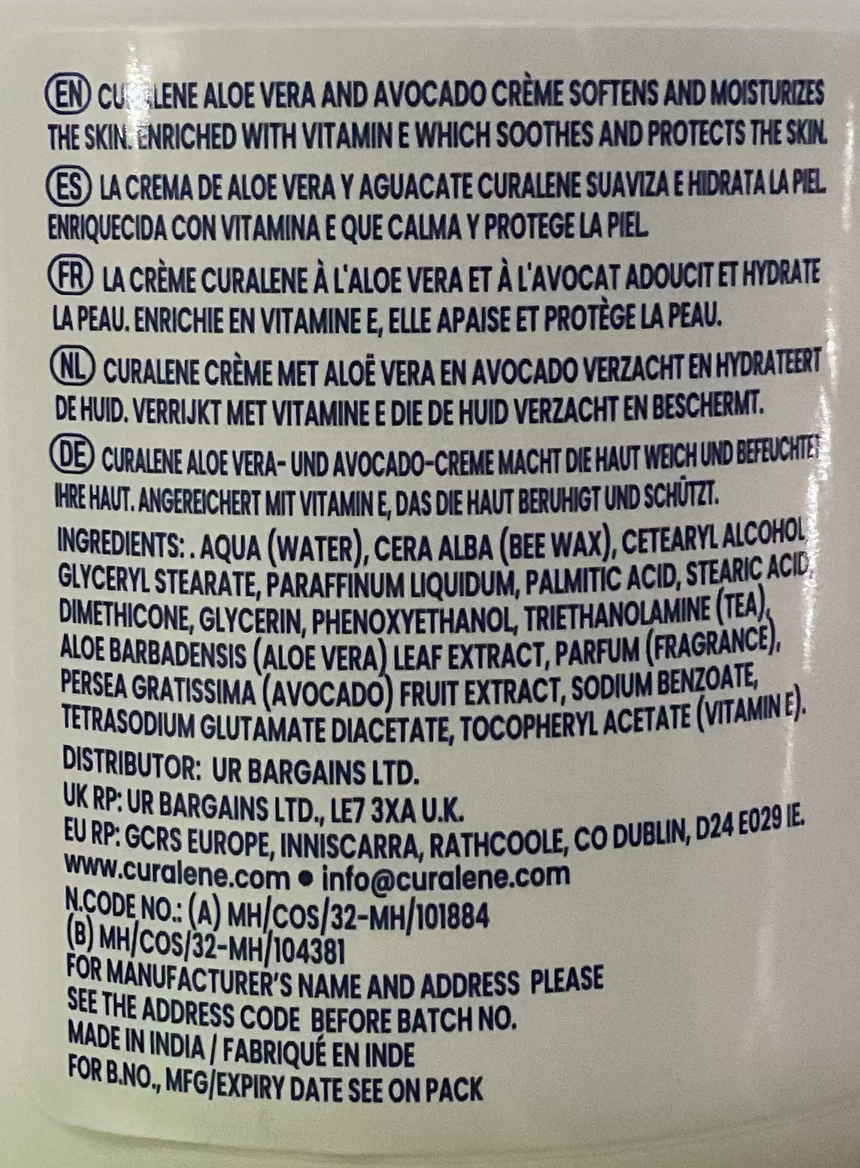 EN CURALENE ALOE VERA AND AVOCADO CRÈME SOFTENS AND MOISTURIZES
THE SKIN. ENRICHED WITH VITAMIN E WHICH SOOTHES AND PROTECTS THE SKIN.
ES LA CREMA DE ALOE VERA Y AGUACATE CURALENE SUAVIZA E HIDRATA LA PIEL.
ENRIQUECIDA CON VITAMINA E QUE CALMA Y PROTEGE LA PIEL.
FR LA CRÈME CURALENE À L'ALOE VERA ET À L'AVOCAT ADOUCIT ET HYDRATE
LA PEAU. ENRICHIE EN VITAMINE E, ELLE APAISE ET PROTÈGE LA PEAU.
NL CURALENE CRÈME MET ALOË VERA EN AVOCADO VERZACHT EN HYDRATEERT
DE HUID. VERRIJKT MET VITAMINE E DIE DE HUID VERZACHT EN BESCHERMT.
DE CURALENE ALOE VERA- UND AVOCADO-CREME MACHT DIE HAUT WEICH UND BEFEUCHTET
IHRE HAUT. ANGEREICHERT MIT VITAMIN E, DAS DIE HAUT BERUHIGT UND SCHÜTZT.
INGREDIENTS: . AQUA (WATER), CERA ALBA (BEE WAX), CETEARYL ALCOHOL,
GLYCERYL STEARATE, PARAFFINUM LIQUIDUM, PALMITIC ACID, STEARIC ACID,
DIMETHICONE, GLYCERIN, PHENOXYETHANOL, TRIETHANOLAMINE (TEA),
ALOE BARBADENSIS (ALOE VERA) LEAF EXTRACT, PARFUM (FRAGRANCE),
PERSEA GRATISSIMA (AVOCADO) FRUIT EXTRACT, SODIUM BENZOATE,
TETRASODIUM GLUTAMATE DIACETATE, TOCOPHERYL ACETATE (VITAMIN E).
DISTRIBUTOR: UR BARGAINS LTD.
UK RP: UR BARGAINS LTD., LE7 3XA U.K.
EU RP: GCRS EUROPE, INNISCARRA, RATHCOOLE, CO DUBLIN, D24 E029 IE.
www.curalene.com • info@curalene.com
N.CODE NO.: (A) MH/COS/32-MH/101884
(B) MH/COS/32-MH/104381
FOR MANUFACTURER'S NAME AND ADDRESS PLEASE
SEE THE ADDRESS CODE BEFORE BATCH NO.
MADE IN INDIA / FABRIQUÉ EN INDE
FOR B.NO., MFG/EXPIRY DATE SEE ON PACK